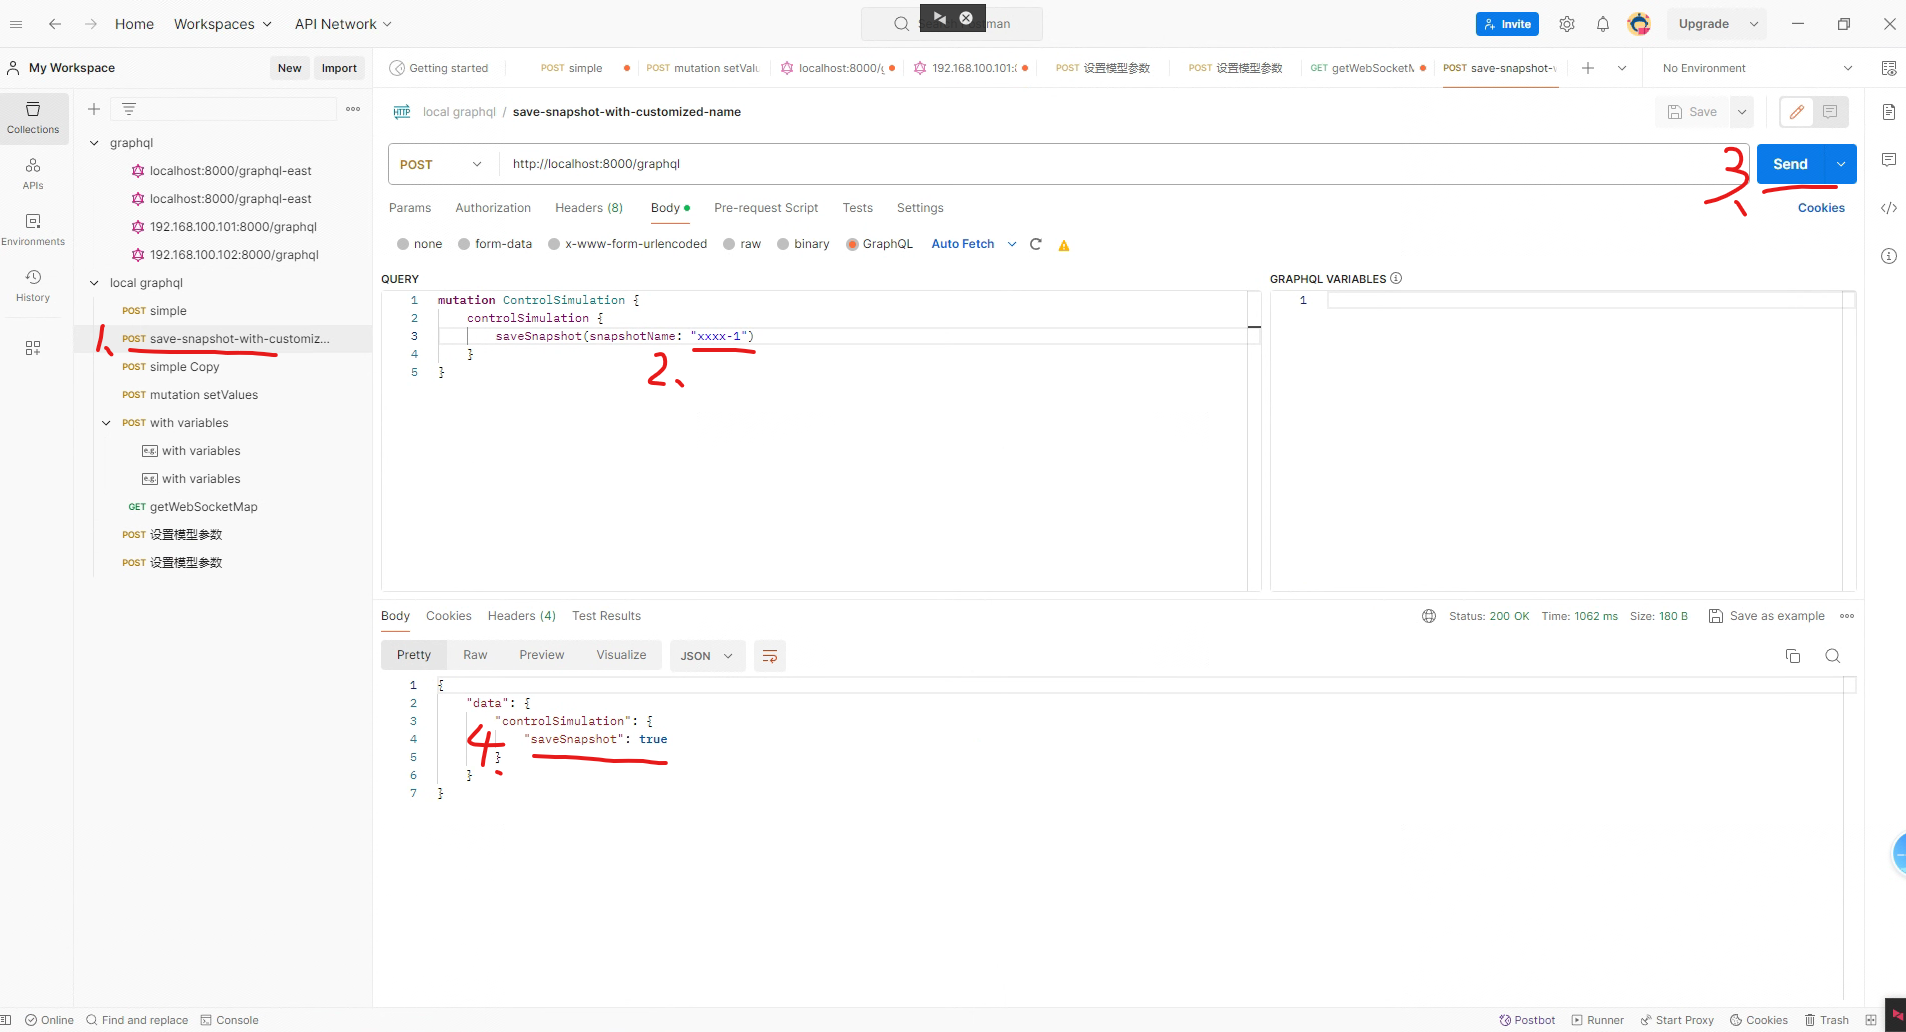 Home Workspaces API Network man Invite Upgrade
My Workspace New Import
Getting started POST simple POST mutation setValu localhost:8000/g 192.168.100.101: POST 设置模型参数 POST 设置模型参数 GET getWebSocketM POST save-snapshot-v No Environment
Collections
APIs
Environments
History
graphql
localhost:8000/graphql-east
localhost:8000/graphql-east
192.168.100.101:8000/graphql
192.168.100.102:8000/graphql
local graphql
POST simple
1、 POST save-snapshot-with-customiz...
POST simple Copy
POST mutation setValues
POST with variables
e.g. with variables
e.g. with variables
GET getWebSocketMap
POST 设置模型参数
POST 设置模型参数
HTTP local graphql / save-snapshot-with-customized-name Save
POST http://localhost:8000/graphql 3、 Send
Params Authorization Headers (8) Body Pre-request Script Tests Settings Cookies
none form-data x-www-form-urlencoded raw binary GraphQL Auto Fetch
QUERY
1 mutation ControlSimulation {
2 controlSimulation {
3 saveSnapshot(snapshotName: "xxxx-1")
4 }
5 }
2、
GRAPHQL VARIABLES
1
Body Cookies Headers (4) Test Results Status: 200 OK Time: 1062 ms Size: 180 B Save as example
Pretty Raw Preview Visualize JSON
1 {
2 "data": {
3 "controlSimulation": {
4 "saveSnapshot": true
5 }
6 }
7 }
4、
Online Find and replace Console Postbot Runner Start Proxy Cookies Trash